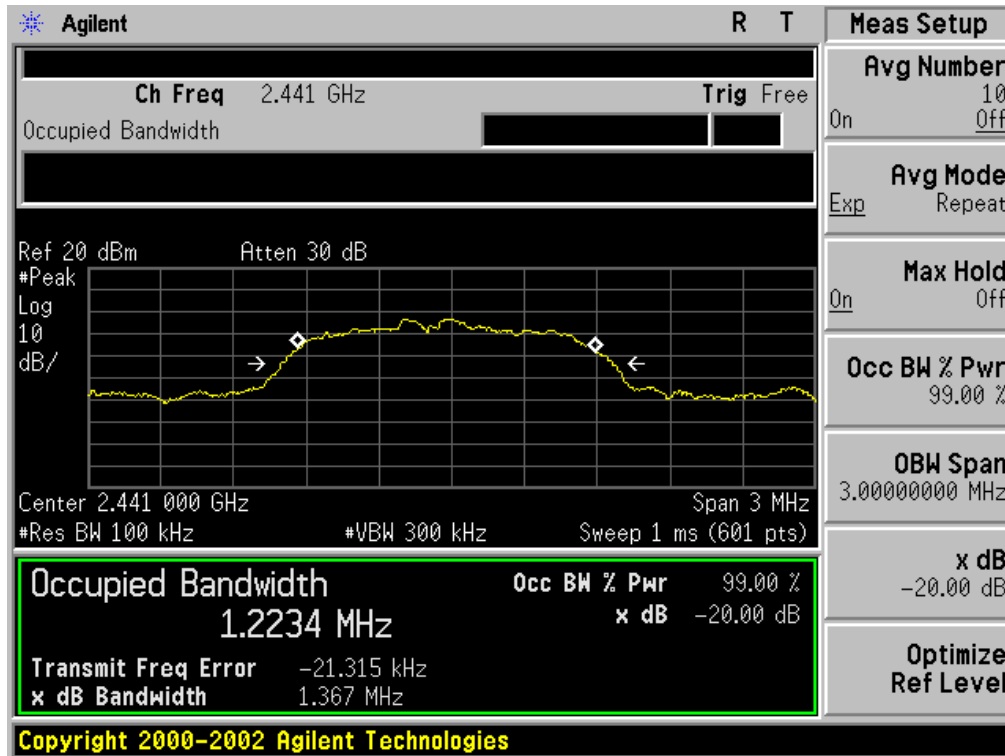 Agilent R T
Ch Freq 2.441 GHz Trig Free
Occupied Bandwidth
Ref 20 dBm Atten 30 dB
#Peak
Log
10
dB/
Center 2.441 000 GHz Span 3 MHz
#Res BW 100 kHz #VBW 300 kHz Sweep 1 ms (601 pts)
Occupied Bandwidth
1.2234 MHz
Occ BW % Pwr 99.00 %
x dB -20.00 dB
Transmit Freq Error -21.315 kHz
x dB Bandwidth 1.367 MHz
Meas Setup
Avg Number
10
On Off
Avg Mode
Exp Repeat
Max Hold
On Off
Occ BW % Pwr
99.00 %
OBW Span
3.00000000 MHz
x dB
-20.00 dB
Optimize
Ref Level
Copyright 2000-2002 Agilent Technologies